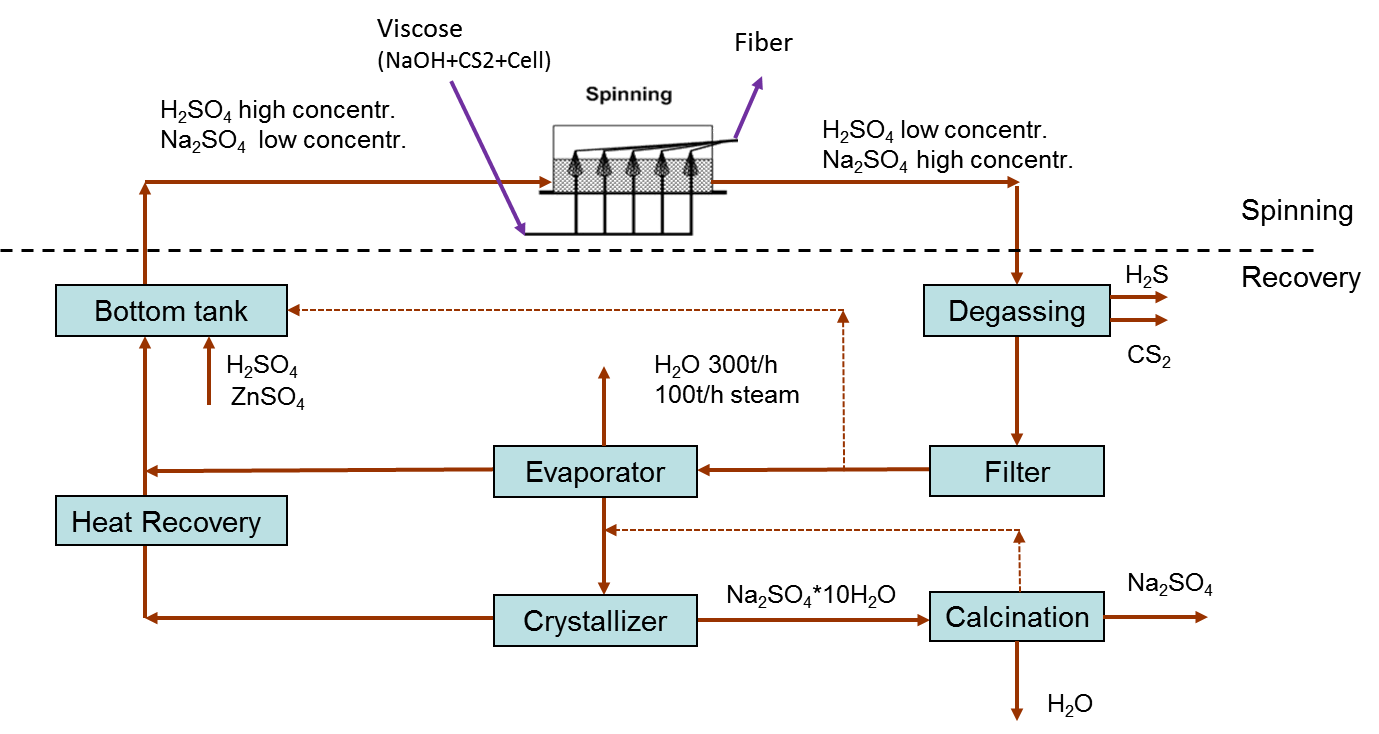 Viscose
(NaOH+CS2+Cell)
Fiber
Spinning
H₂SO₄ high concentr.
Na₂SO₄ low concentr.
H₂SO₄ low concentr.
Na₂SO₄ high concentr.
Spinning
Recovery
Bottom tank
Degassing
H₂S
CS₂
H₂SO₄
ZnSO₄
H₂O 300t/h
100t/h steam
Evaporator
Filter
Heat Recovery
Crystallizer
Na₂SO₄*10H₂O
Calcination
Na₂SO₄
H₂O